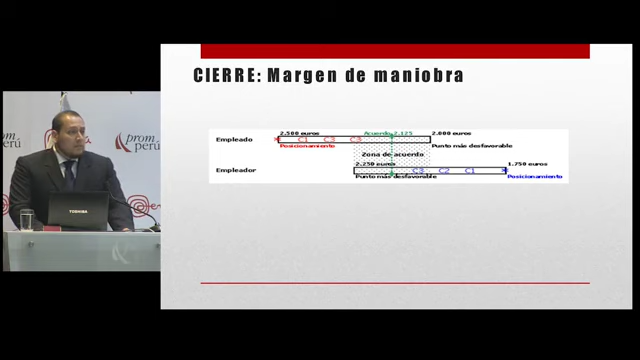 CIERRE: Margen de maniobra
2.500 euros
Acuerdo 2.125
2.000 euros
Empleado
C1
C3
C3
Posicionamiento
Punto más desfavorable
Zona de acuerdo
2.250 euros
1.750 euros
Empleador
C3
C2
C1
Punto más desfavorable
Posicionamiento
prom
perú
prom
perú
TOSHIBA